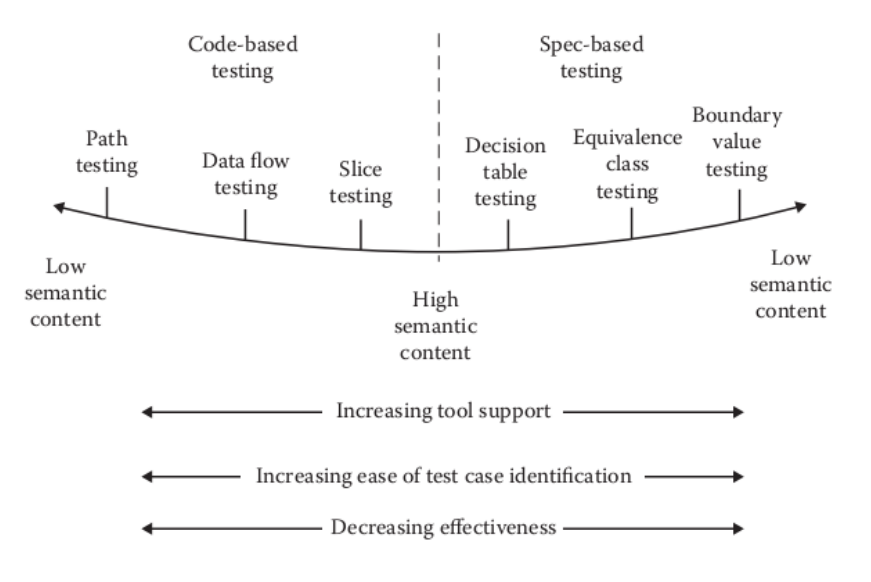 Code-based
testing
Spec-based
testing
Path
testing
Data flow
testing
Slice
testing
Decision
table
testing
Equivalence
class
testing
Boundary
value
testing
Low
semantic
content
High
semantic
content
Low
semantic
content
Increasing tool support
Increasing ease of test case identification
Decreasing effectiveness